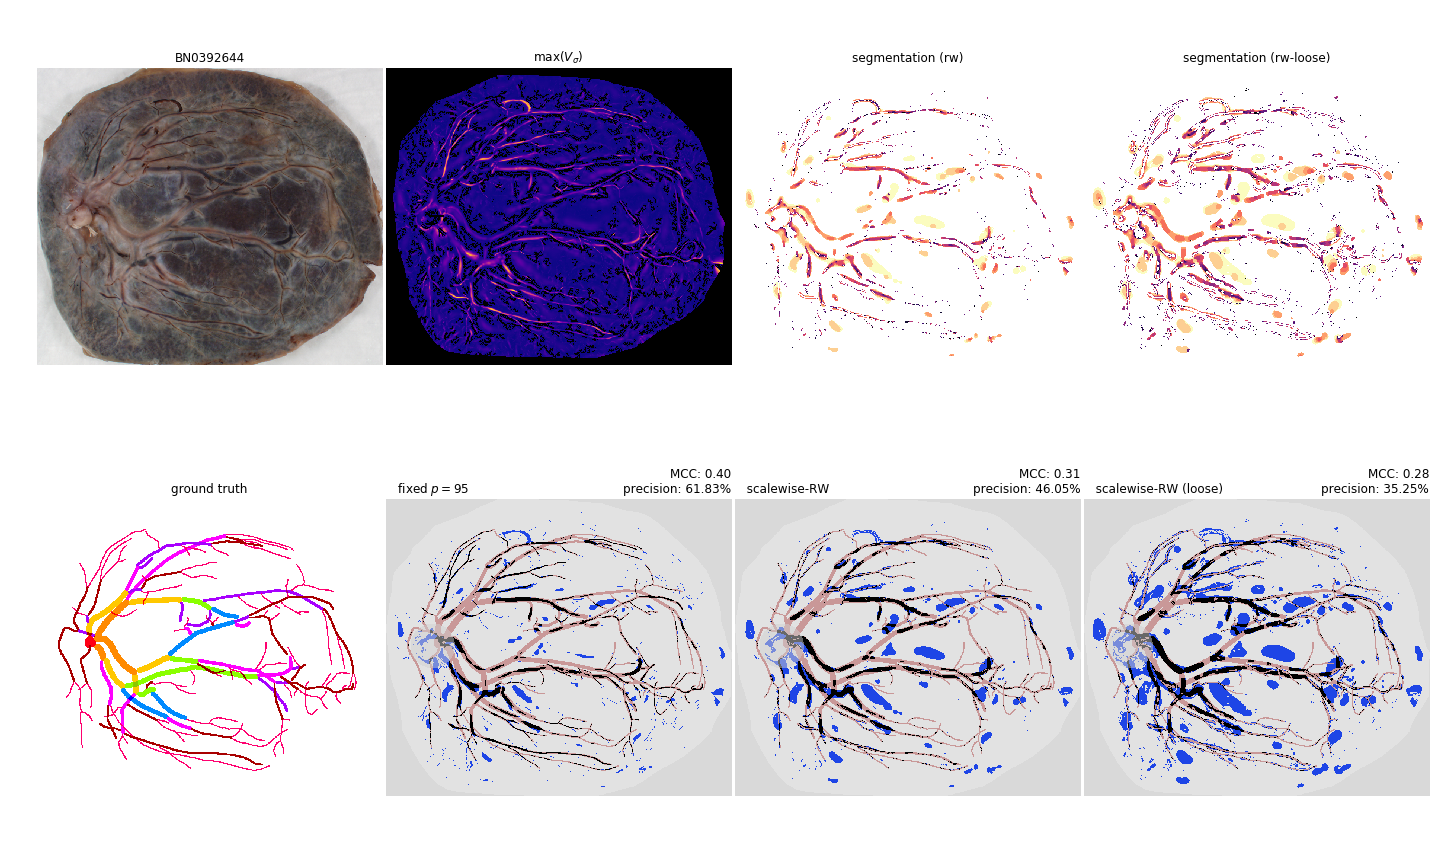 BN0392644
max(Vσ)
segmentation (rw)
segmentation (rw-loose)
ground truth
fixed p = 95
MCC: 0.40
precision: 61.83%
scalewise-RW
MCC: 0.31
precision: 46.05%
scalewise-RW (loose)
MCC: 0.28
precision: 35.25%